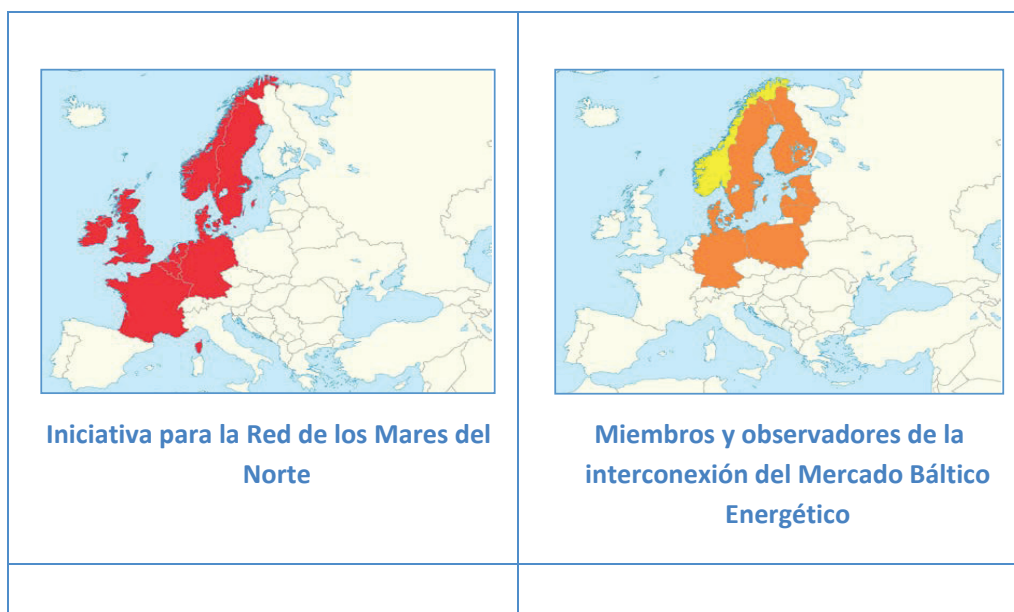 Iniciativa para la Red de los Mares del
Norte
Miembros y observadores de la
interconexión del Mercado Báltico
Energético